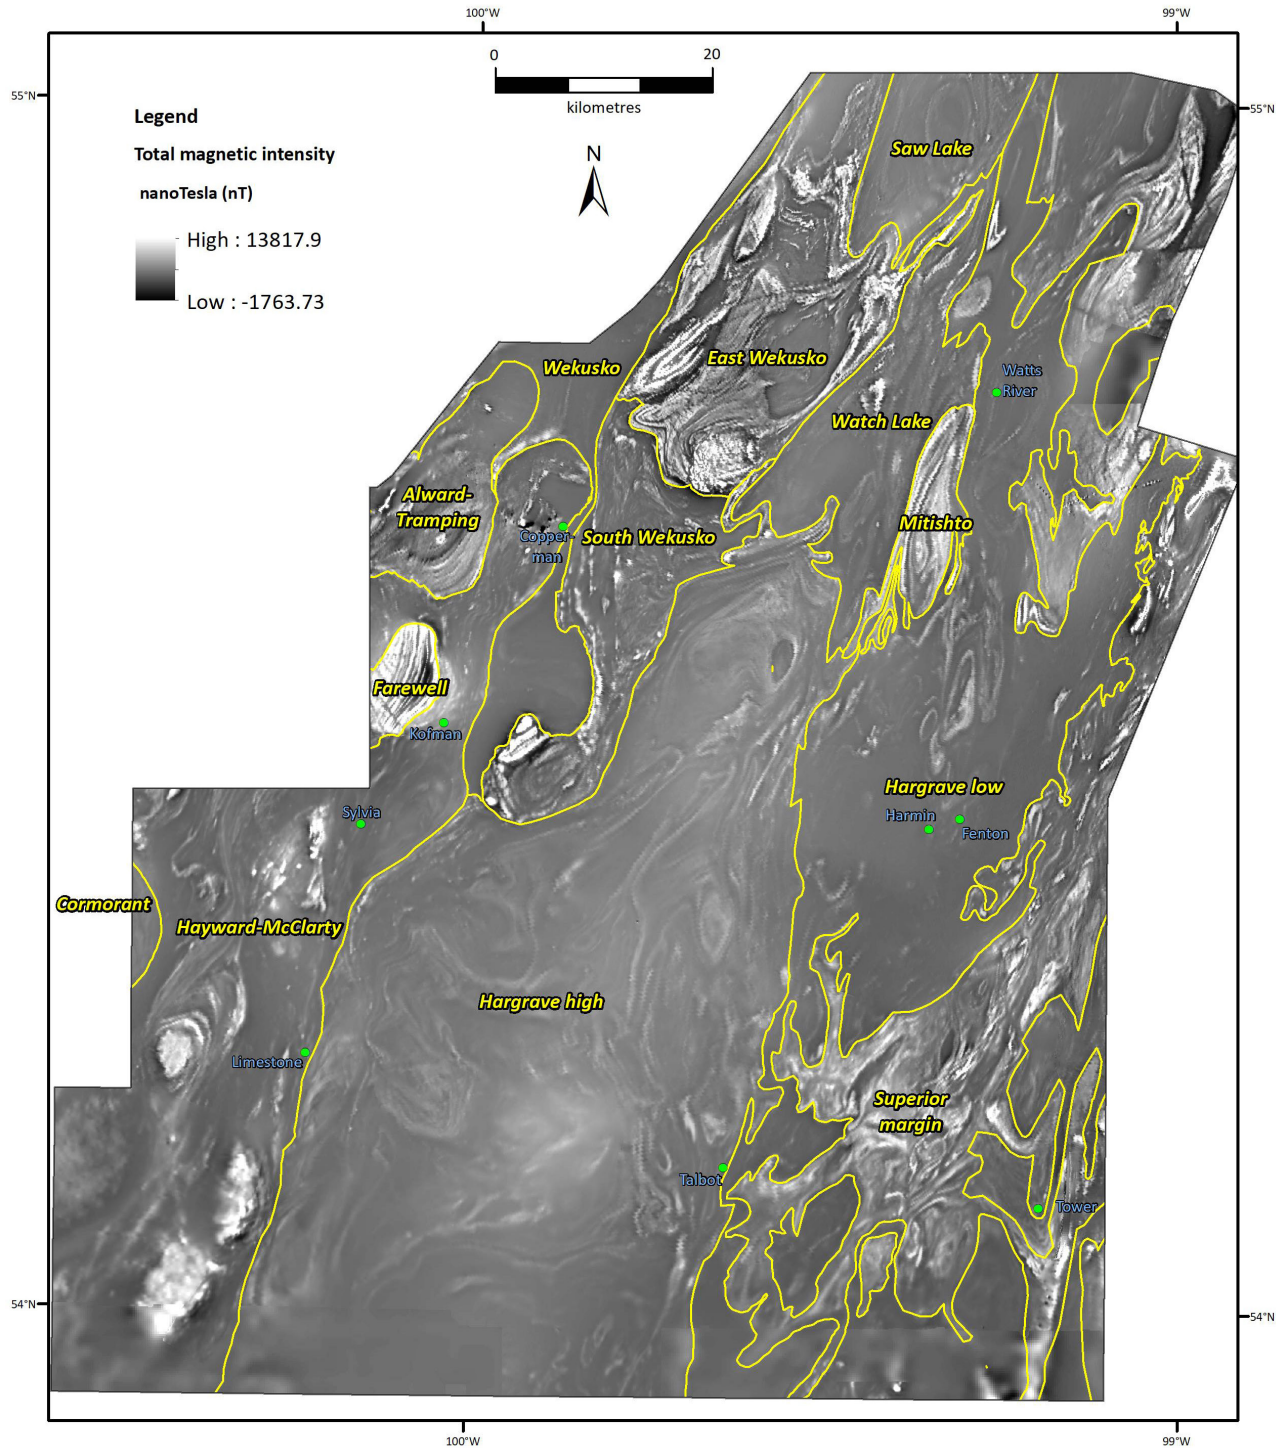 100°W
99°W
0
20
kilometres
55°N
55°N
Legend
Total magnetic intensity
nanoTesla (nT)
High : 13817.9
Low : -1763.73
N
Saw Lake
Wekusko
East Wekusko
Watts
River
Watch Lake
Alward-
Tramping
Mitishto
Copper-
man
South Wekusko
Farewell
Kofman
Hargrave low
Sylvia
Harmin
Fenton
Cormorant
Hayward-McClarty
Hargrave high
Limestone
Superior
margin
Talbot
Tower
54°N
54°N
100°W
99°W